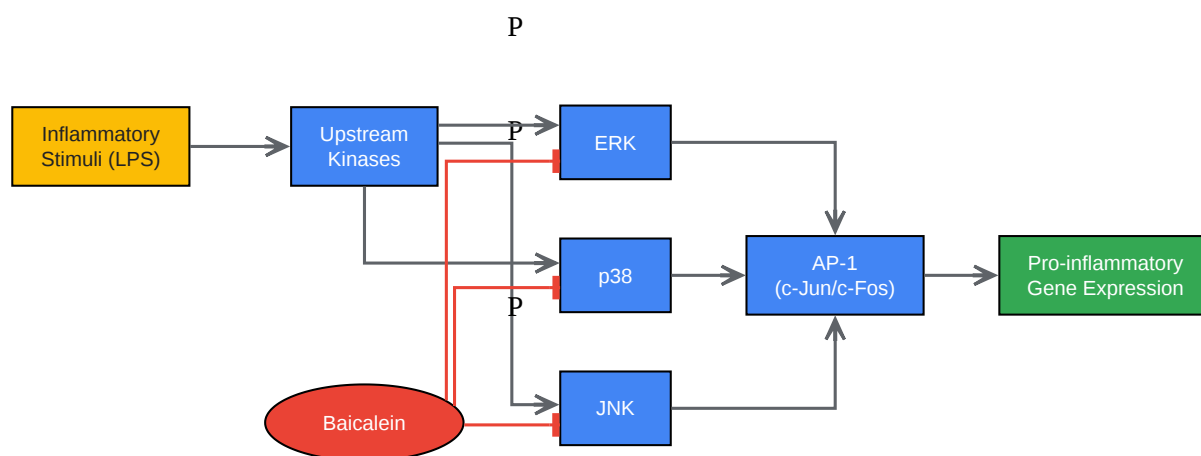 P
Inflammatory
Stimuli (LPS)
Upstream
Kinases
P
ERK
p38
AP-1
(c-Jun/c-Fos)
Pro-inflammatory
Gene Expression
P
JNK
Baicalein